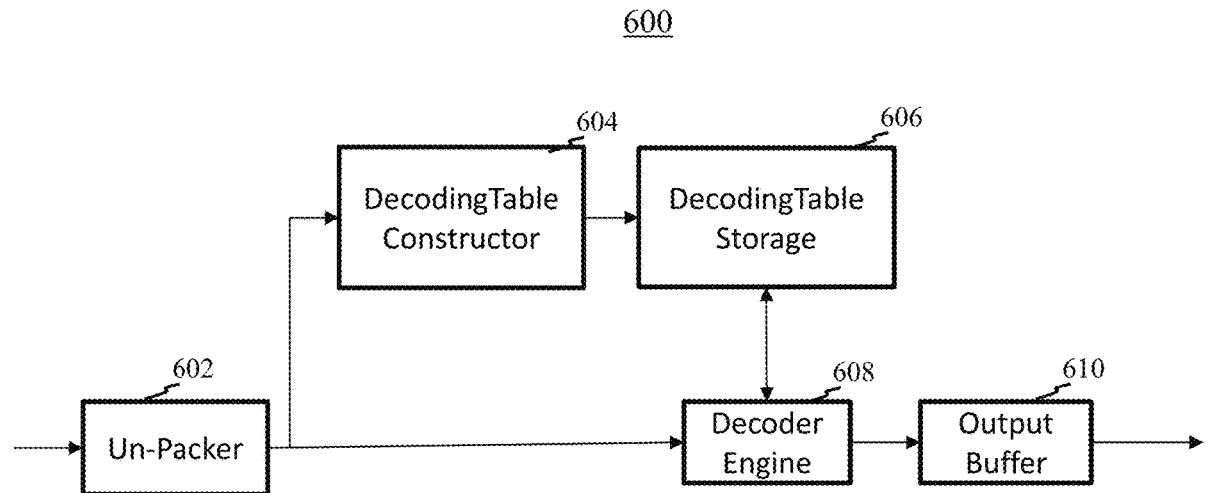 600
604
606
DecodingTable
Constructor
DecodingTable
Storage
602
608
610
Un-Packer
Decoder
Engine
Output
Buffer